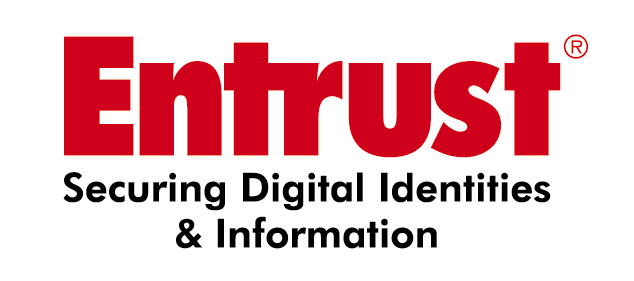 Entrust®
Securing Digital Identities
& Information